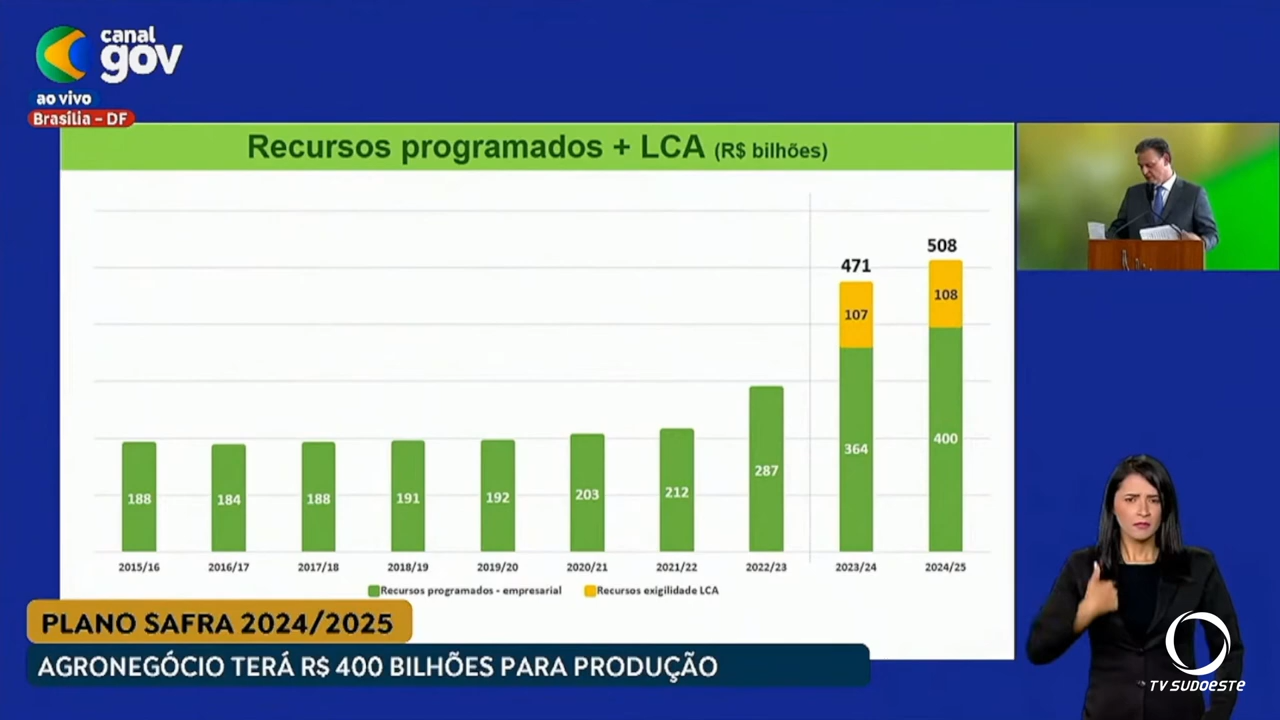 canal
gov
ao vivo
Brasília – DF
Recursos programados + LCA (R$ bilhões)
508
471
108
107
400
364
287
188
184
188
191
192
203
212
2015/16
2016/17
2017/18
2018/19
2019/20
2020/21
2021/22
2022/23
2023/24
2024/25
Recursos programados - empresarial
Recursos exigilidade LCA
PLANO SAFRA 2024/2025
AGRONEGÓCIO TERÁ R$ 400 BILHÕES PARA PRODUÇÃO
TV SUDOESTE